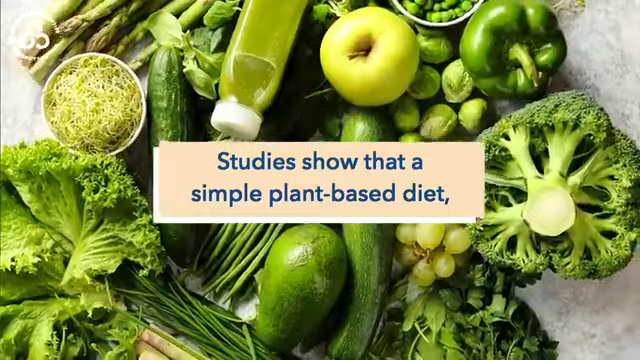 Studies show that a
simple plant-based diet,